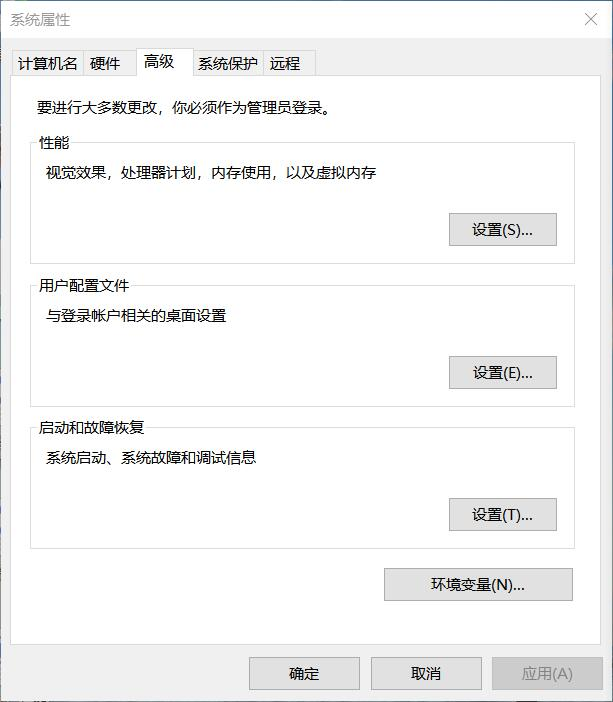 系统属性
计算机名
硬件
高级
系统保护
远程
要进行大多数更改，你必须作为管理员登录。
性能
视觉效果，处理器计划，内存使用，以及虚拟内存
设置(S)...
用户配置文件
与登录帐户相关的桌面设置
设置(E)...
启动和故障恢复
系统启动、系统故障和调试信息
设置(T)...
环境变量(N)...
确定
取消
应用(A)